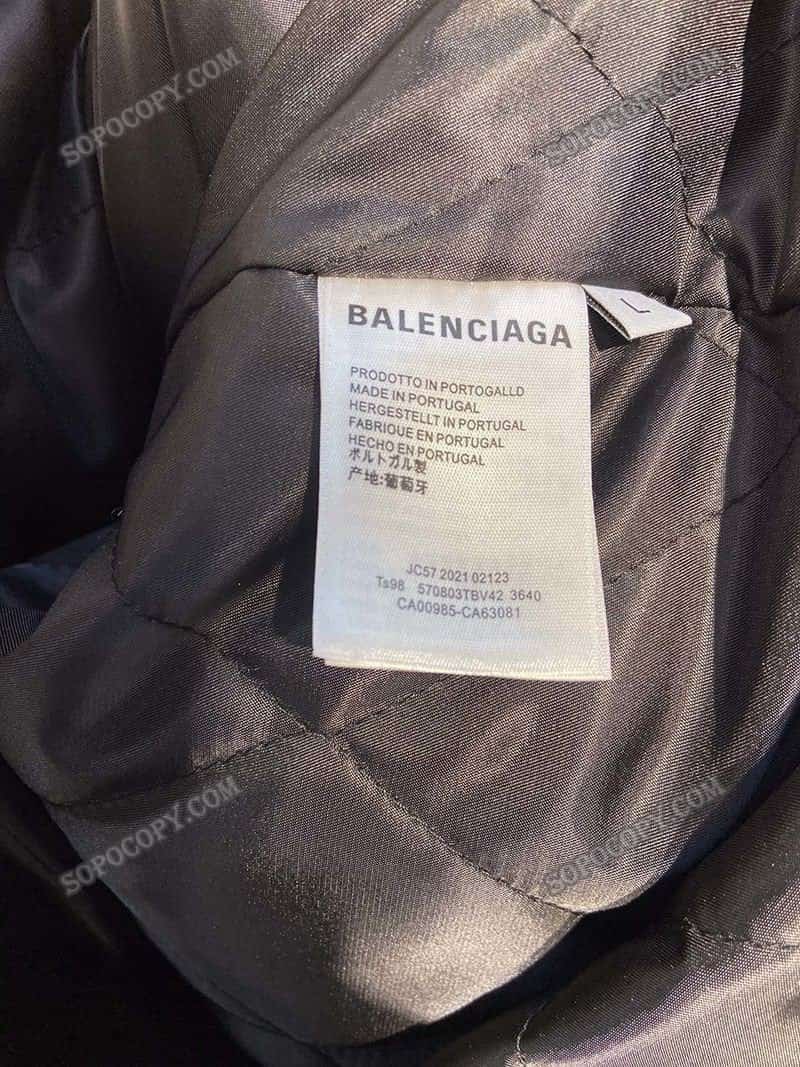 SOPOCOPY.COM
SOPOCOPY.COM
BALENCIAGA
L
PRODOTTO IN PORTOGALLD
MADE IN PORTUGAL
HERGESTELLT IN PORTUGAL
FABRIQUE EN PORTUGAL
HECHO EN PORTUGAL
ポルトガル製
产地:葡萄牙
JC57 2021 02123
Ts98 570803TBV42 3640
CA00985-CA63081
SOPOCOPY.COM
SOPOCOPY.COM